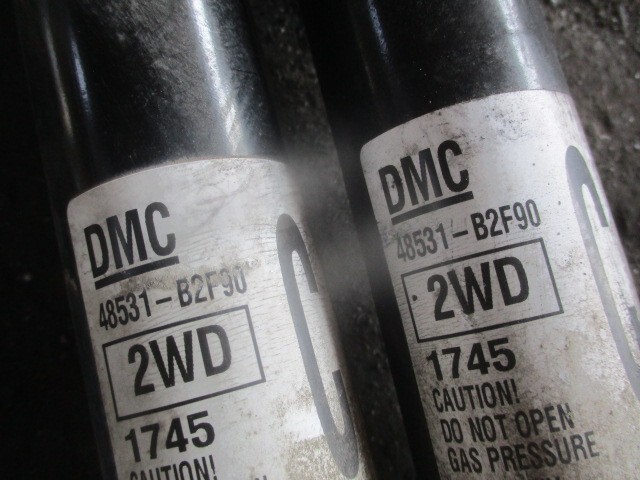 DMC
48531-B2F90
2WD
1745
CAUTION!
C
DMC
48531-B2F90
2WD
1745
CAUTION!
DO NOT OPEN
GAS PRESSURE
C